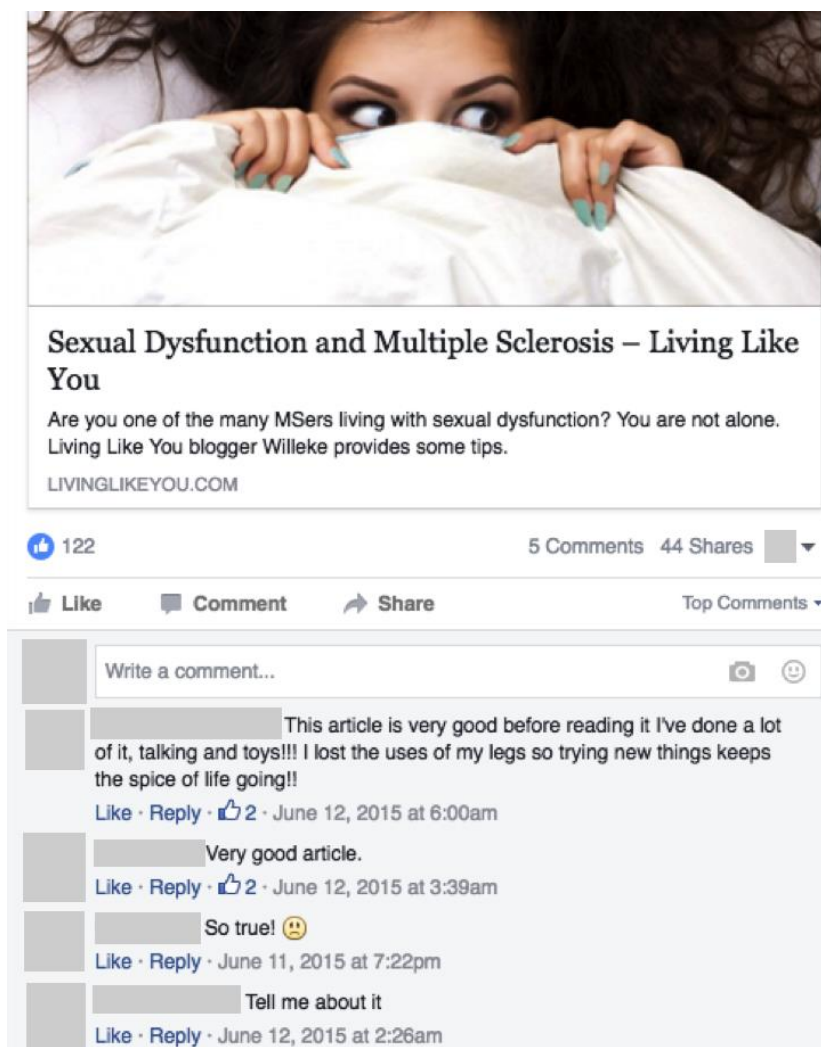 Sexual Dysfunction and Multiple Sclerosis – Living Like
You
Are you one of the many MSers living with sexual dysfunction? You are not alone.
Living Like You blogger Willeke provides some tips.
LIVINGLIKEYOU.COM
122
5 Comments 44 Shares
Like Comment Share Top Comments
Write a comment...
This article is very good before reading it I've done a lot
of it, talking and toys!!! I lost the uses of my legs so trying new things keeps
the spice of life going!!
Like · Reply · 2 · June 12, 2015 at 6:00am
Very good article.
Like · Reply · 2 · June 12, 2015 at 3:39am
So true!
Like · Reply · June 11, 2015 at 7:22pm
Tell me about it
Like · Reply · June 12, 2015 at 2:26am